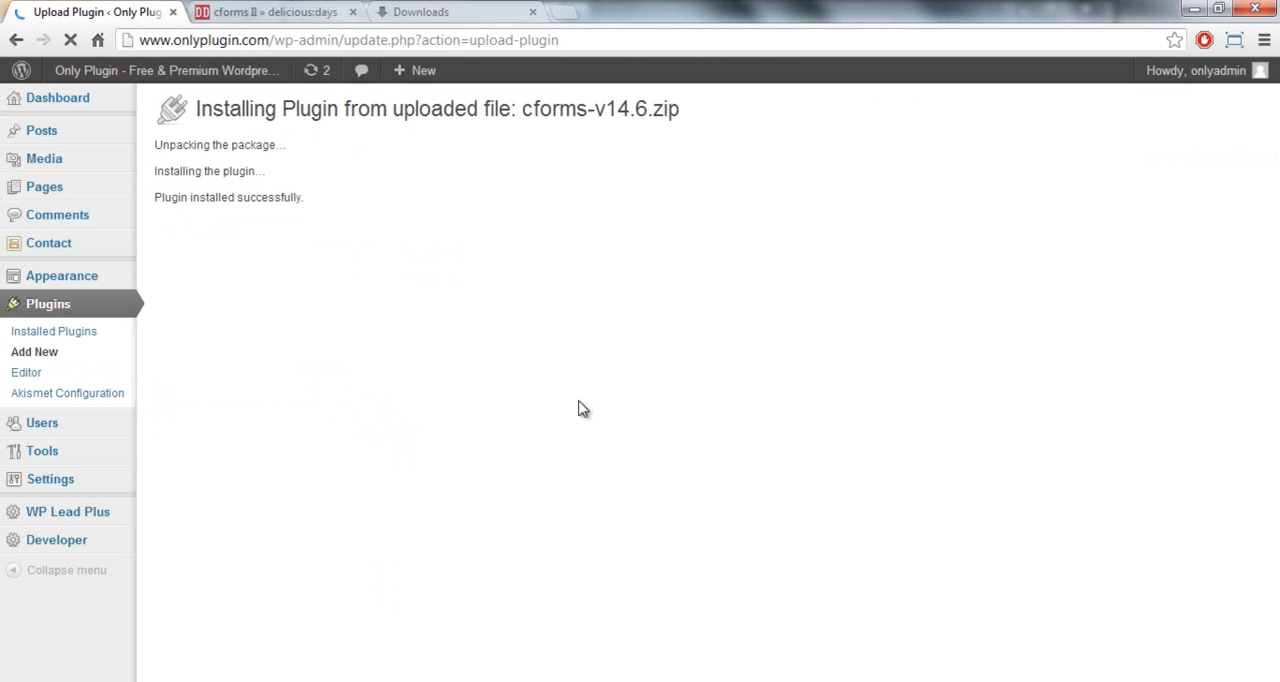 Upload Plugin ‹ Only Plug
cforms II » delicious:days
Downloads
www.onlyplugin.com/wp-admin/update.php?action=upload-plugin
Only Plugin - Free & Premium Wordpre...
2
New
Howdy, onlyadmin
Dashboard
Posts
Media
Pages
Comments
Contact
Appearance
Plugins
Installed Plugins
Add New
Editor
Akismet Configuration
Users
Tools
Settings
WP Lead Plus
Developer
Collapse menu
Installing Plugin from uploaded file: cforms-v14.6.zip
Unpacking the package…
Installing the plugin…
Plugin installed successfully.